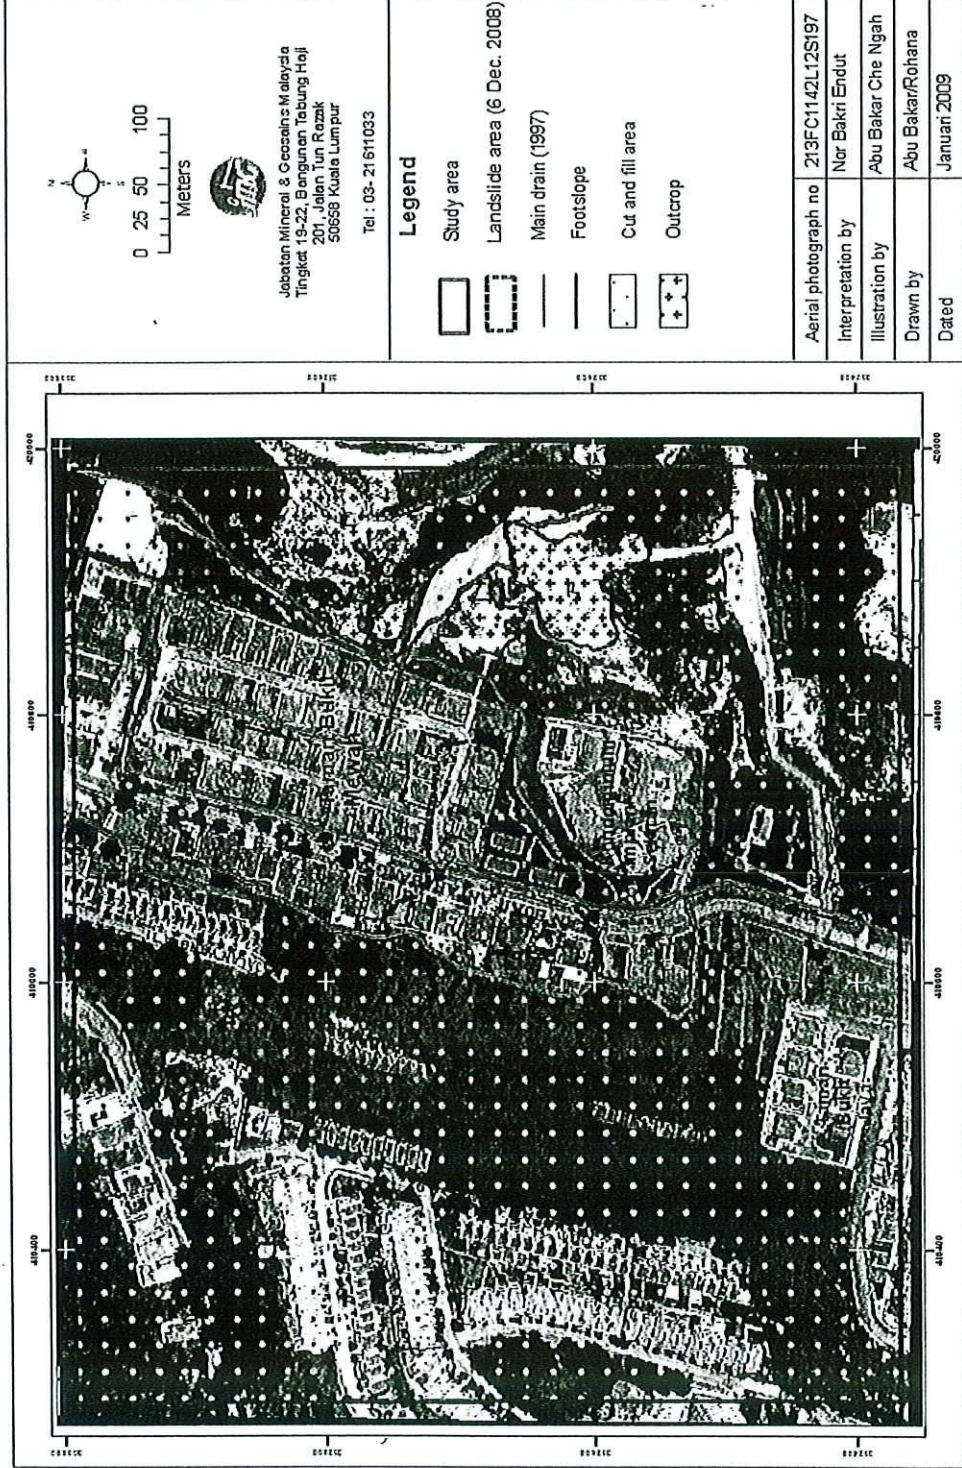 N
W
0 25 50 100
Meters
Jabatan Mineral & Geosains Malaysia
Tingkat 19-22, Bangunan Tabung Haji
201, Jalan Tun Razak
50658 Kuala Lumpur
Tel : 03- 21611033
Legend
Study area
Landslide area (6 Dec. 2008)
Main drain (1997)
Footslope
Cut and fill area
Outcrop
Aerial photograph no 213FC1142L12S197
Interpretation by Nor Bakri Endut
Illustration by Abu Bakar Che Ngah
Drawn by Abu Bakar/Rohana
Dated Januari 2009
Taman Bukit
Mewah